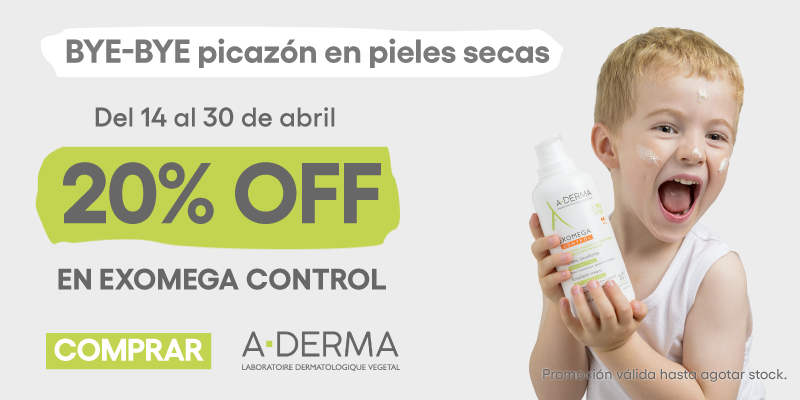 BYE-BYE picazón en pieles secas
Del 14 al 30 de abril
20% OFF
EN EXOMEGA CONTROL
COMPRAR
A-DERMA
LABORATOIRE DERMATOLOGIQUE VEGETAL
A-DERMA
EXOMEGA
CONTROL
Promoción válida hasta agotar stock.